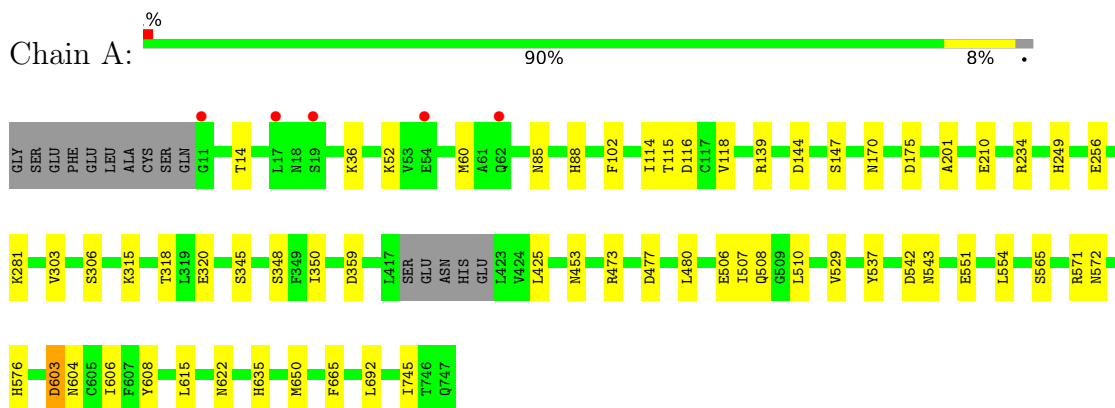 %
Chain A:
90% 8% •
GLY SER GLU PHE GLU LEU ALA CYS SER GLN G11 T14 L17 N18 S19 K36 K52 V53 E54 M60 A61 Q62 N85 H88 F102 I114 T115 D116 C117 V118 R139 D144 S147 N170 D175 A201 E210 R234 H249 E256
K281 V303 S306 K315 T318 L319 E320 S345 S348 F349 I350 D359 L417 SER GLU ASN HIS GLU L423 V424 L425 N453 R473 D477 L480 E506 I507 Q508 G509 L510 V529 Y537 D542 N543 E551 L554 S565 R571 N572
H576 D603 N604 C605 I606 F607 Y608 L615 N622 H635 M650 F665 L692 I745 T746 Q747